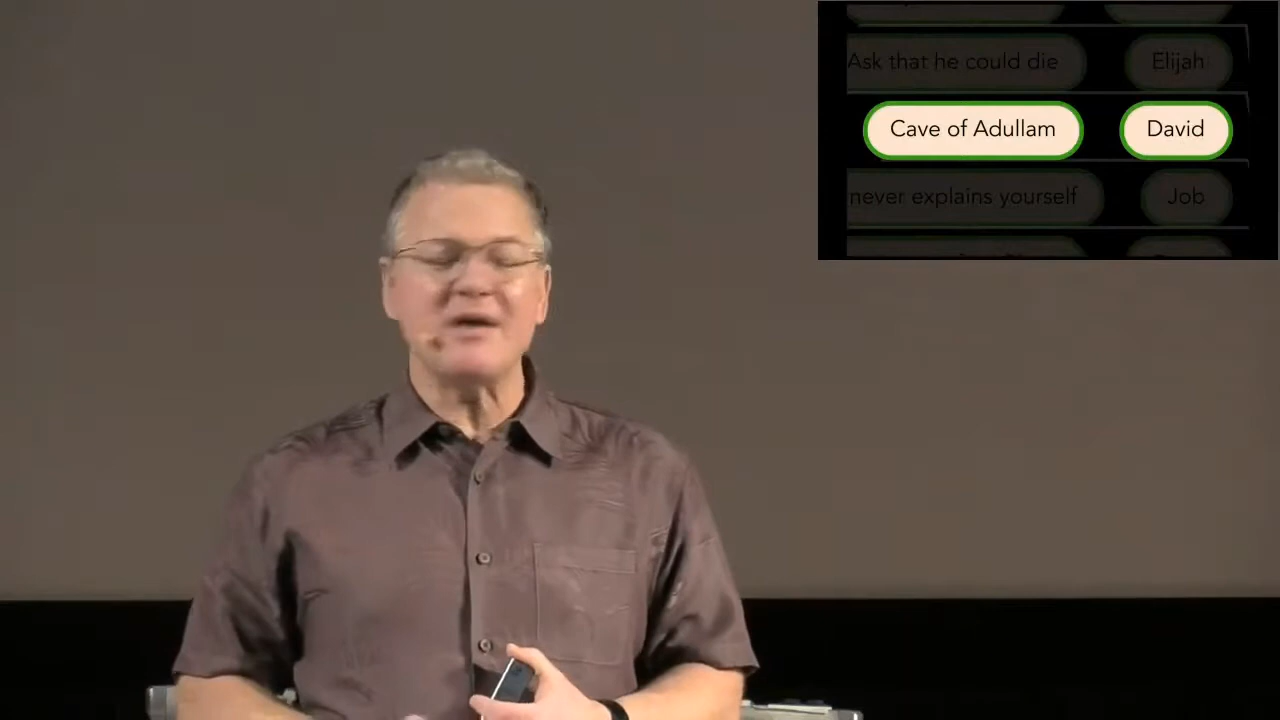 Ask that he could die Elijah
Cave of Adullam David
never explains yourself Job